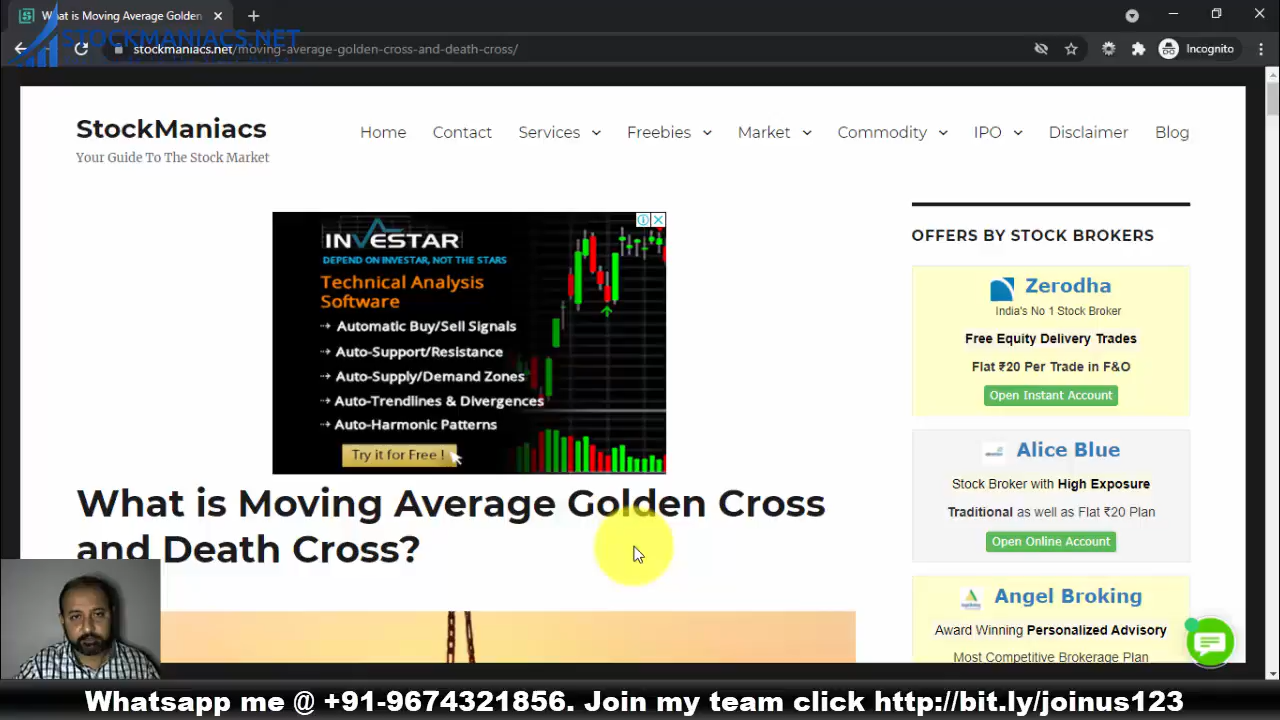 What is Moving Average Golden
STOCKMANIACS.NET
stockmaniacs.net/moving-average-golden-cross-and-death-cross/
Incognito
StockManiacs
Your Guide To The Stock Market
Home Contact Services Freebies Market Commodity IPO Disclaimer Blog
INVESTAR
DEPEND ON INVESTAR, NOT THE STARS
Technical Analysis
Software
Automatic Buy/Sell Signals
Auto-Support/Resistance
Auto-Supply/Demand Zones
Auto-Trendlines & Divergences
Auto-Harmonic Patterns
Try it for Free !
What is Moving Average Golden Cross
and Death Cross?
OFFERS BY STOCK BROKERS
Zerodha
India's No 1 Stock Broker
Free Equity Delivery Trades
Flat ₹20 Per Trade in F&O
Open Instant Account
Alice Blue
Stock Broker with High Exposure
Traditional as well as Flat ₹20 Plan
Open Online Account
Angel Broking
Award Winning Personalized Advisory
Most Competitive Brokerage Plan
Whatsapp me @ +91-9674321856. Join my team click http://bit.ly/joinus123